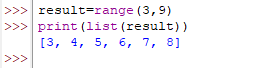 >>> result=range(3,9)
>>> print(list(result))
[3, 4, 5, 6, 7, 8]
>>>